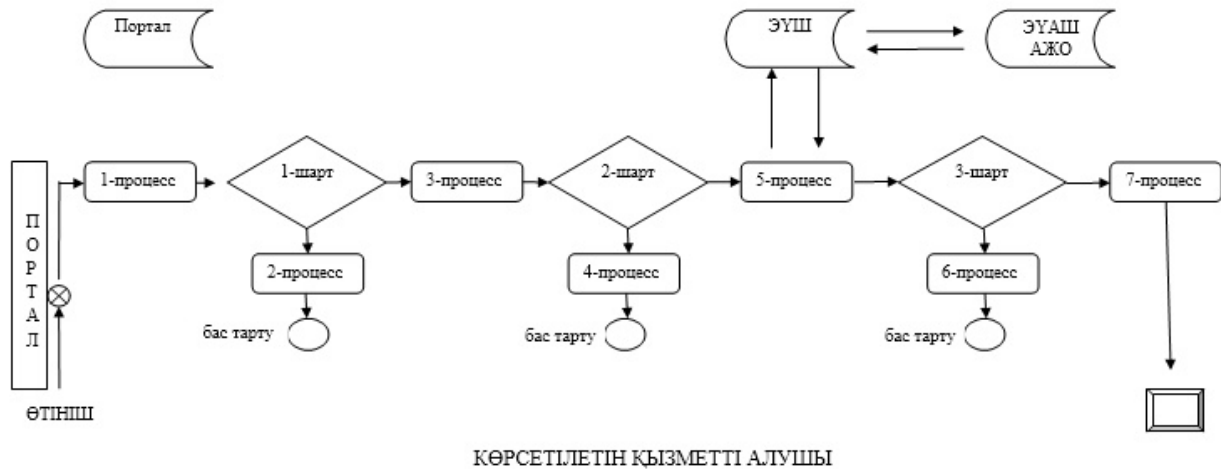 Портал
ЭҮШ
ЭҮАШ
АЖО
ПОРТАЛ
1-процесс
1-шарт
3-процесс
2-шарт
5-процесс
3-шарт
7-процесс
2-процесс
4-процесс
6-процесс
бас тарту
бас тарту
бас тарту
ӨТІНІШ
КӨРСЕТІЛЕТІН ҚЫЗМЕТТІ АЛУШЫ